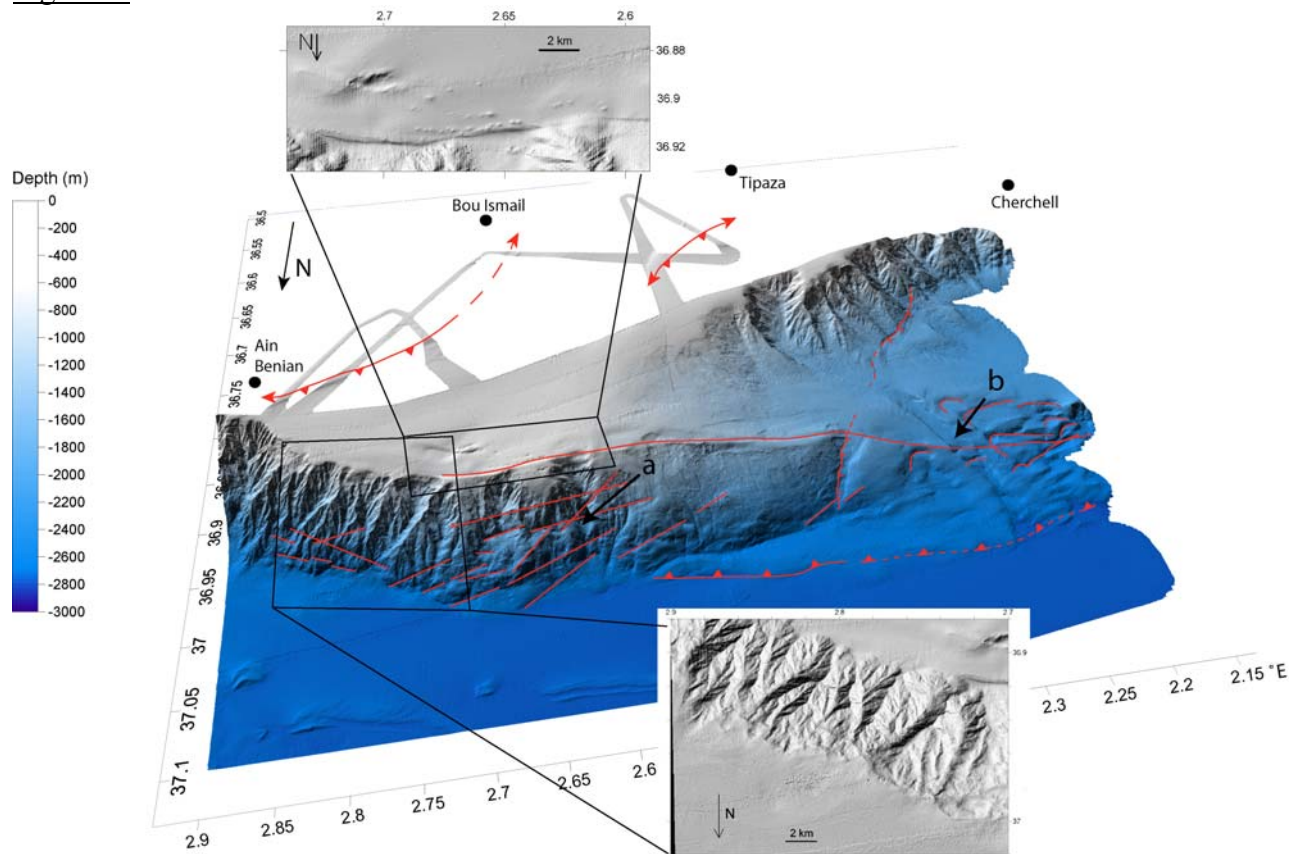 2.7 2.65 2.6
N
2 km
36.88
36.9
36.92
Depth (m)
0
-200
-400
-600
-800
-1000
-1200
-1400
-1600
-1800
-2000
-2200
-2400
-2600
-2800
-3000
Tipaza
Cherchell
Bou Ismail
N
Ain
Benian
36.5
36.55
36.6
36.65
36.7
36.75
36.9
36.95
37
37.05
37.1
a
b
2.9 2.8 2.7
36.9
37
N
2 km
2.9 2.85 2.8 2.75 2.7 2.65 2.6
2.3 2.25 2.2 2.15 °E